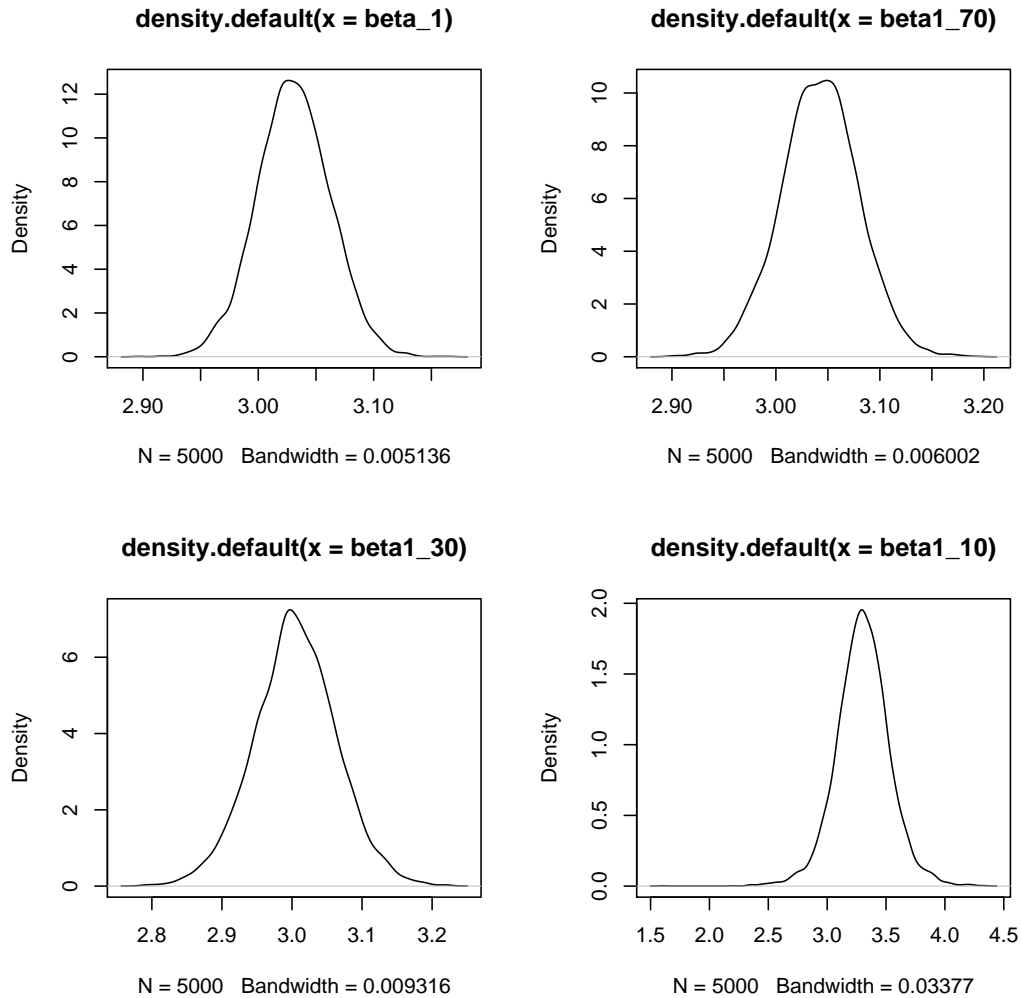 density.default(x = beta_1)
Density
0 2 4 6 8 10 12
2.90 3.00 3.10
N = 5000 Bandwidth = 0.005136
density.default(x = beta1_70)
Density
0 2 4 6 8 10
2.90 3.00 3.10 3.20
N = 5000 Bandwidth = 0.006002
density.default(x = beta1_30)
Density
0 2 4 6
2.8 2.9 3.0 3.1 3.2
N = 5000 Bandwidth = 0.009316
density.default(x = beta1_10)
Density
0.0 0.5 1.0 1.5 2.0
1.5 2.0 2.5 3.0 3.5 4.0 4.5
N = 5000 Bandwidth = 0.03377